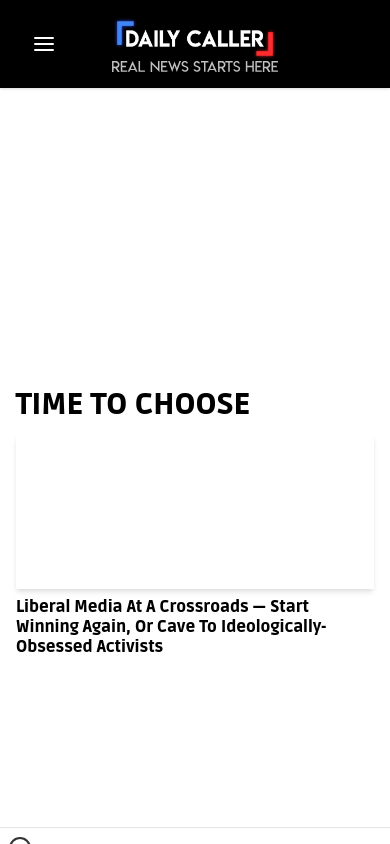 DAILY CALLER
REAL NEWS STARTS HERE
TIME TO CHOOSE
Liberal Media At A Crossroads — Start
Winning Again, Or Cave To Ideologically-
Obsessed Activists